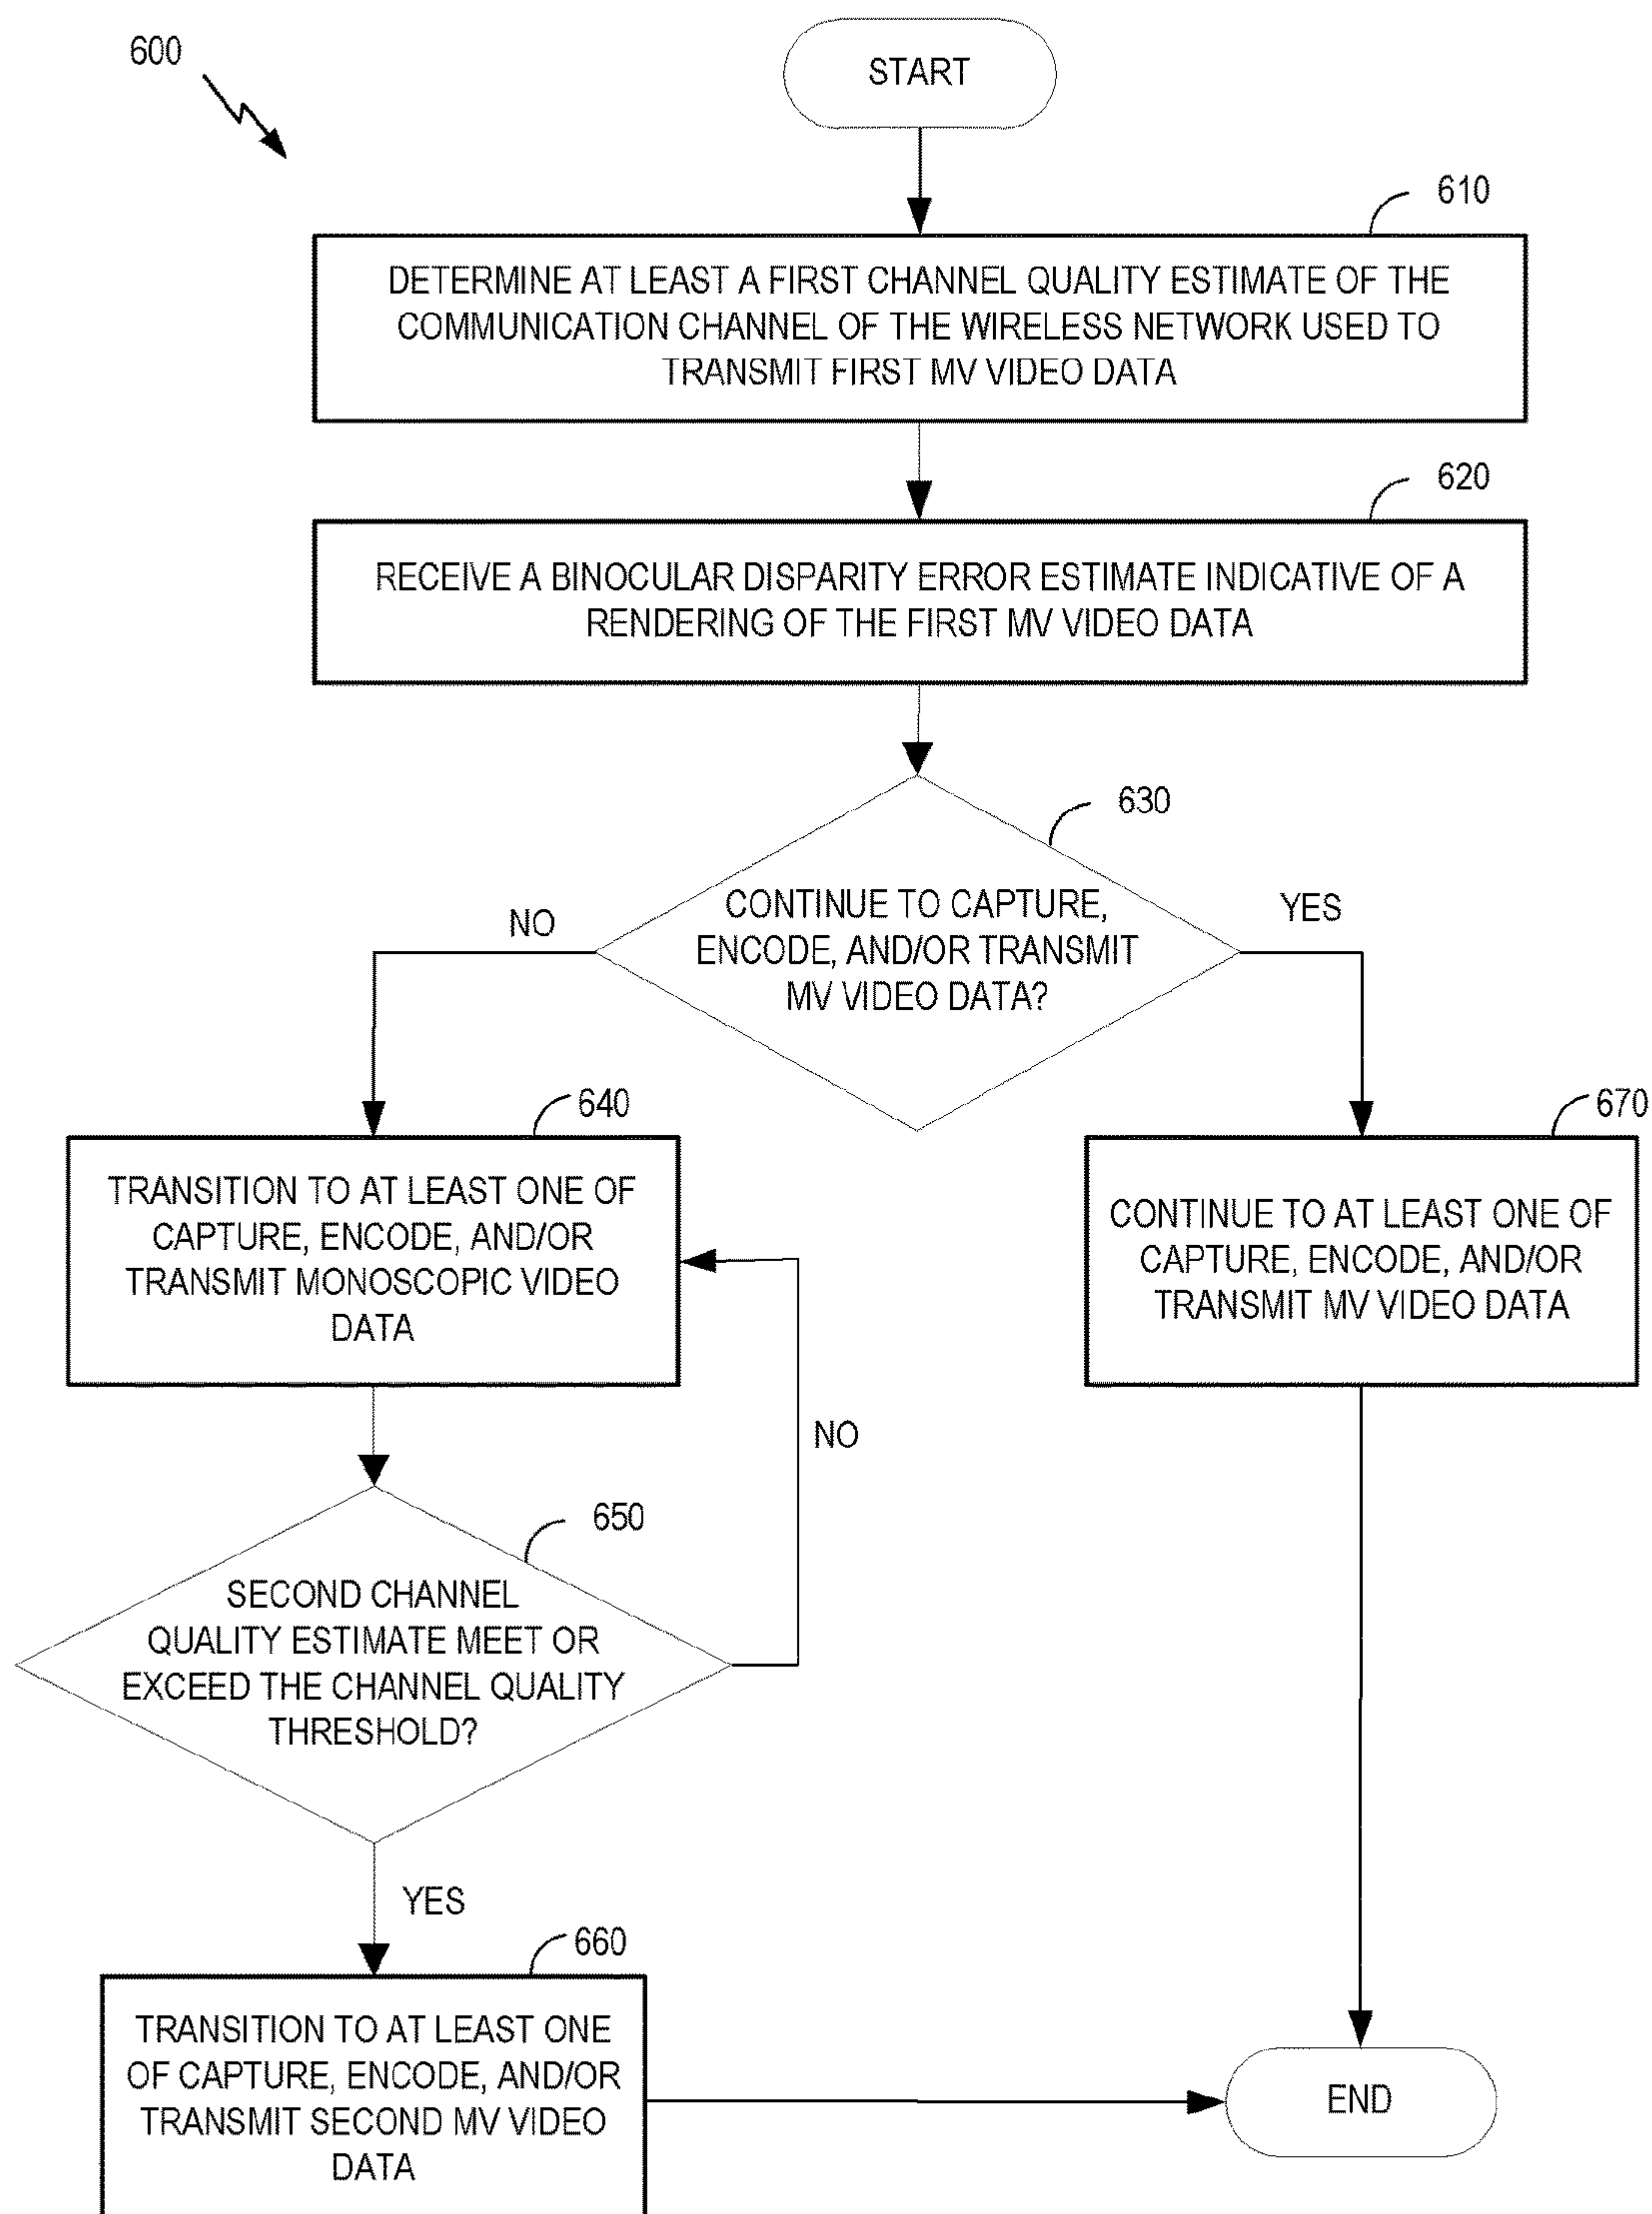 600
START
610
DETERMINE AT LEAST A FIRST CHANNEL QUALITY ESTIMATE OF THE
COMMUNICATION CHANNEL OF THE WIRELESS NETWORK USED TO
TRANSMIT FIRST MV VIDEO DATA
620
RECEIVE A BINOCULAR DISPARITY ERROR ESTIMATE INDICATIVE OF A
RENDERING OF THE FIRST MV VIDEO DATA
630
CONTINUE TO CAPTURE,
ENCODE, AND/OR TRANSMIT
MV VIDEO DATA?
NO
YES
640
TRANSITION TO AT LEAST ONE OF
CAPTURE, ENCODE, AND/OR
TRANSMIT MONOSCOPIC VIDEO
DATA
670
CONTINUE TO AT LEAST ONE OF
CAPTURE, ENCODE, AND/OR
TRANSMIT MV VIDEO DATA
NO
650
SECOND CHANNEL
QUALITY ESTIMATE MEET OR
EXCEED THE CHANNEL QUALITY
THRESHOLD?
YES
660
TRANSITION TO AT LEAST ONE
OF CAPTURE, ENCODE, AND/OR
TRANSMIT SECOND MV VIDEO
DATA
END